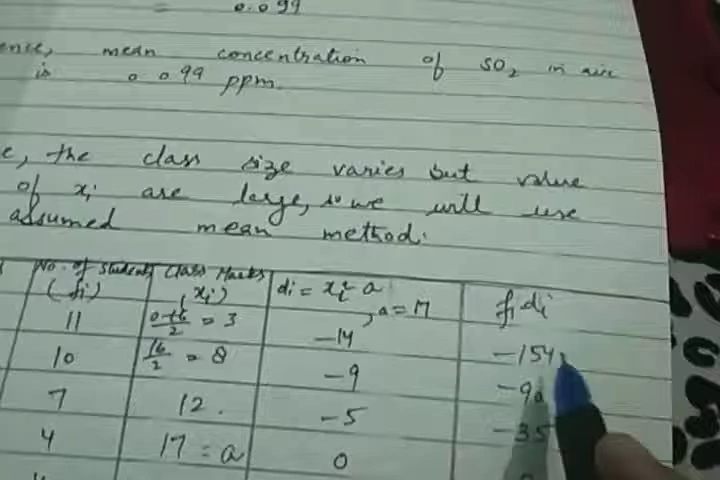 = 0.099
ence, mean concentration of SO2 in air
is 0.099 ppm.
e, the class size varies but value
of xi are large, so we will use
assumed mean method.
No. of Students (fi) Class Marks (xi) di = xi - a, a = 17 fidi
11 0+6/2 = 3 -14 -154
10 16/2 = 8 -9 -90
7 12. -5 -35
4 17 = a 0